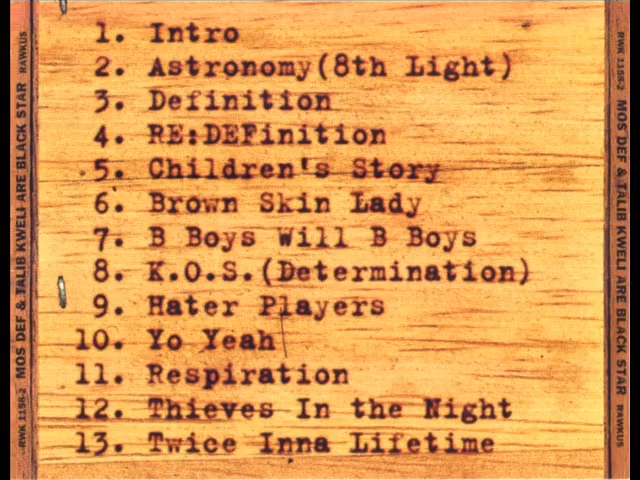 1. Intro
2. Astronomy(8th Light)
3. Definition
4. RE:DEFinition
5. Children's Story
6. Brown Skin Lady
7. B Boys Will B Boys
8. K.O.S.(Determination)
9. Hater Players
10. Yo Yeah
11. Respiration
12. Thieves In the Night
13. Twice Inna Lifetime
RWK 1158-2 MOS DEF & TALIB KWELI ARE BLACK STAR RAWKUS
RWK 1158-2 MOS DEF & TALIB KWELI ARE BLACK STAR RAWKUS